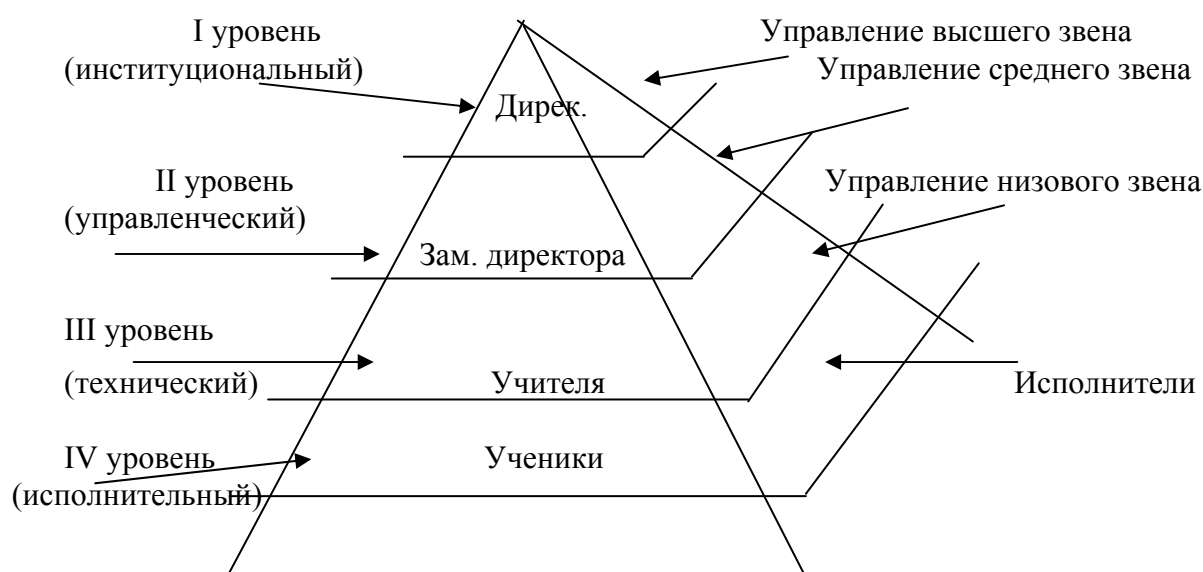 I уровень
(институциональный)
Управление высшего звена
Управление среднего звена
Дирек.
II уровень
(управленческий)
Управление низового звена
Зам. директора
III уровень
(технический)
Учителя
Исполнители
IV уровень
(исполнительный)
Ученики